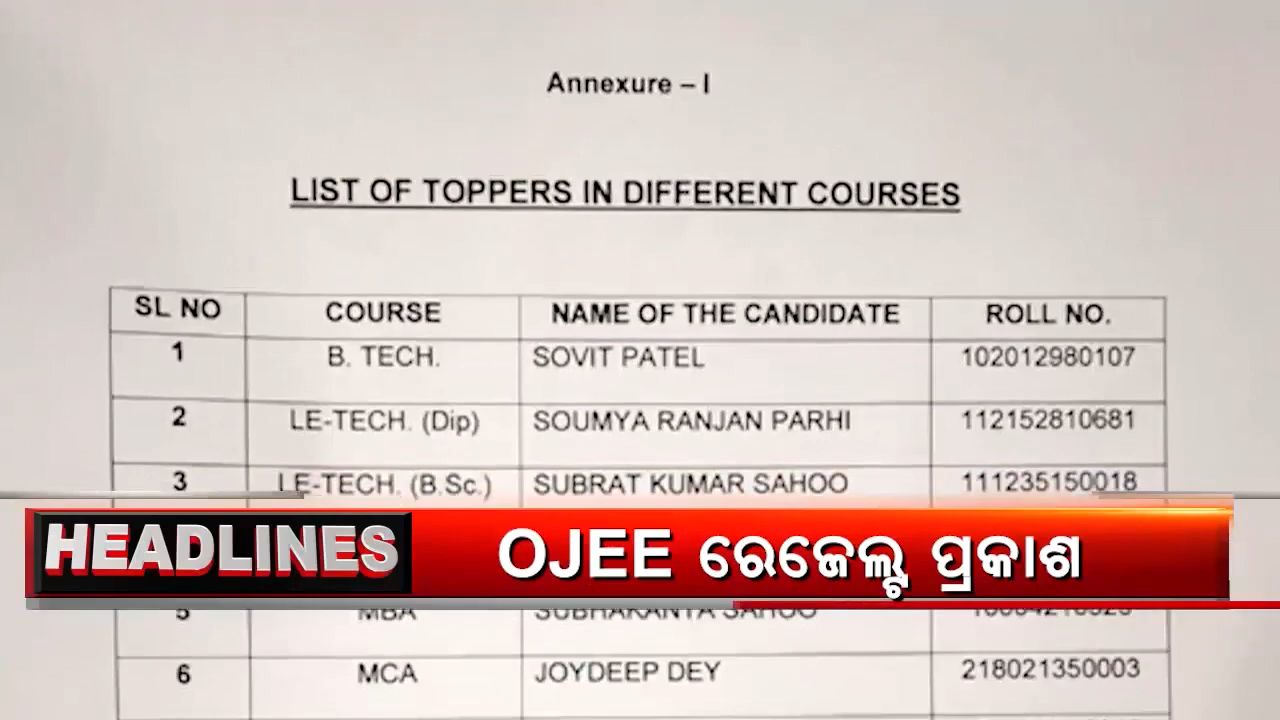 Annexure – I
LIST OF TOPPERS IN DIFFERENT COURSES
SL NO COURSE NAME OF THE CANDIDATE ROLL NO.
1 B. TECH. SOVIT PATEL 102012980107
2 LE-TECH. (Dip) SOUMYA RANJAN PARHI 112152810681
3 LE-TECH. (B.Sc.) SUBRAT KUMAR SAHOO 111235150018
HEADLINES OJEE ରେଜେଲ୍ଟ ପ୍ରକାଶ
5 MBA SUBHAKANTA SAHOO
6 MCA JOYDEEP DEY 218021350003